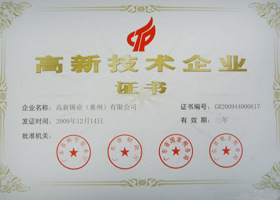 高新技术企业
证书
企业名称：高新锡业（惠州）有限公司
证书编号：GR200944000617
发证时间：2009年12月14日
有 效 期：三年
批准机关：